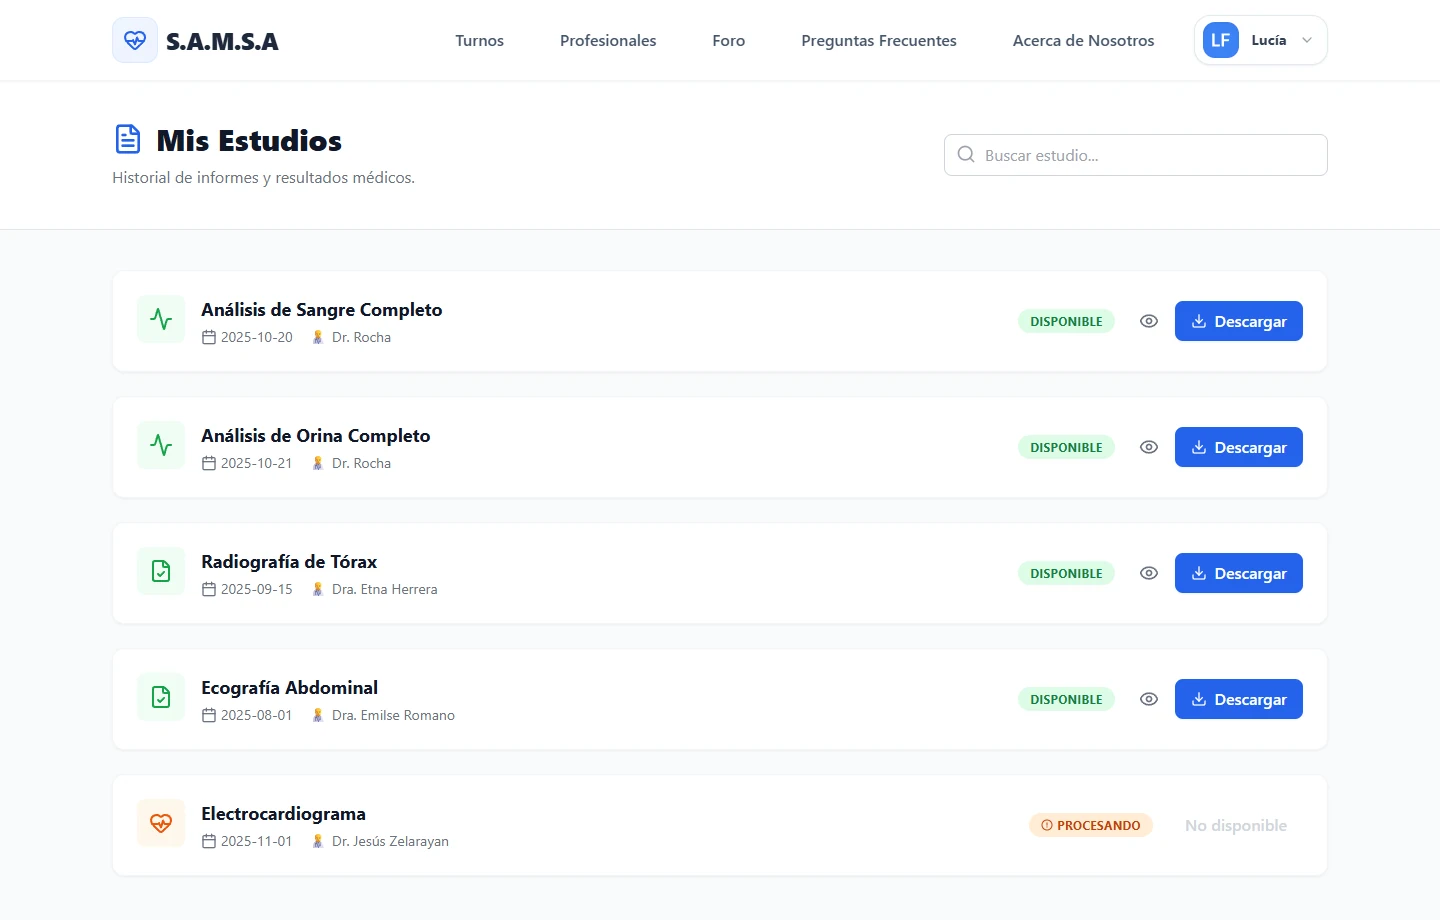 S.A.M.S.A
Turnos
Profesionales
Foro
Preguntas Frecuentes
Acerca de Nosotros
LF
Lucía
Mis Estudios
Historial de informes y resultados médicos.
Buscar estudio...
Análisis de Sangre Completo
2025-10-20 Dr. Rocha
DISPONIBLE
Descargar
Análisis de Orina Completo
2025-10-21 Dr. Rocha
DISPONIBLE
Descargar
Radiografía de Tórax
2025-09-15 Dra. Etna Herrera
DISPONIBLE
Descargar
Ecografía Abdominal
2025-08-01 Dra. Emilse Romano
DISPONIBLE
Descargar
Electrocardiograma
2025-11-01 Dr. Jesús Zelarayan
PROCESANDO
No disponible